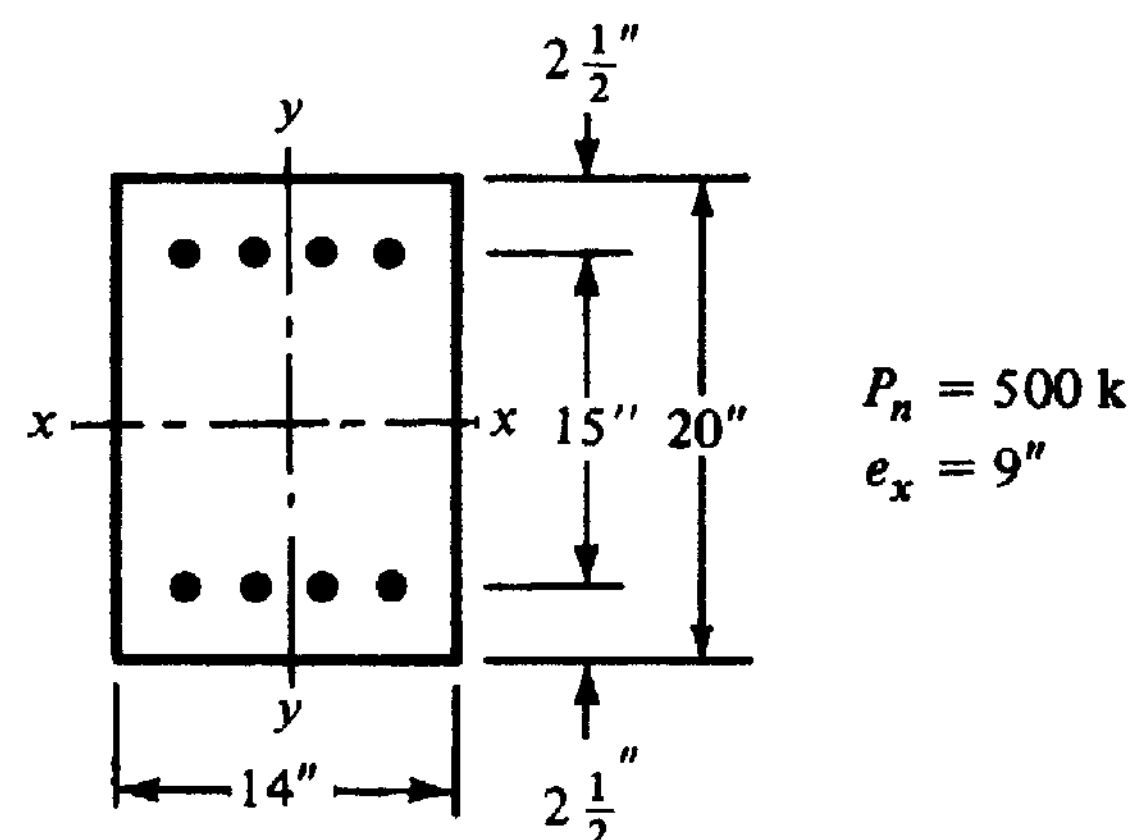 2 1/2"
y
x
x
15"
20"
P_n = 500 k
e_x = 9"
y
14"
2 1/2"